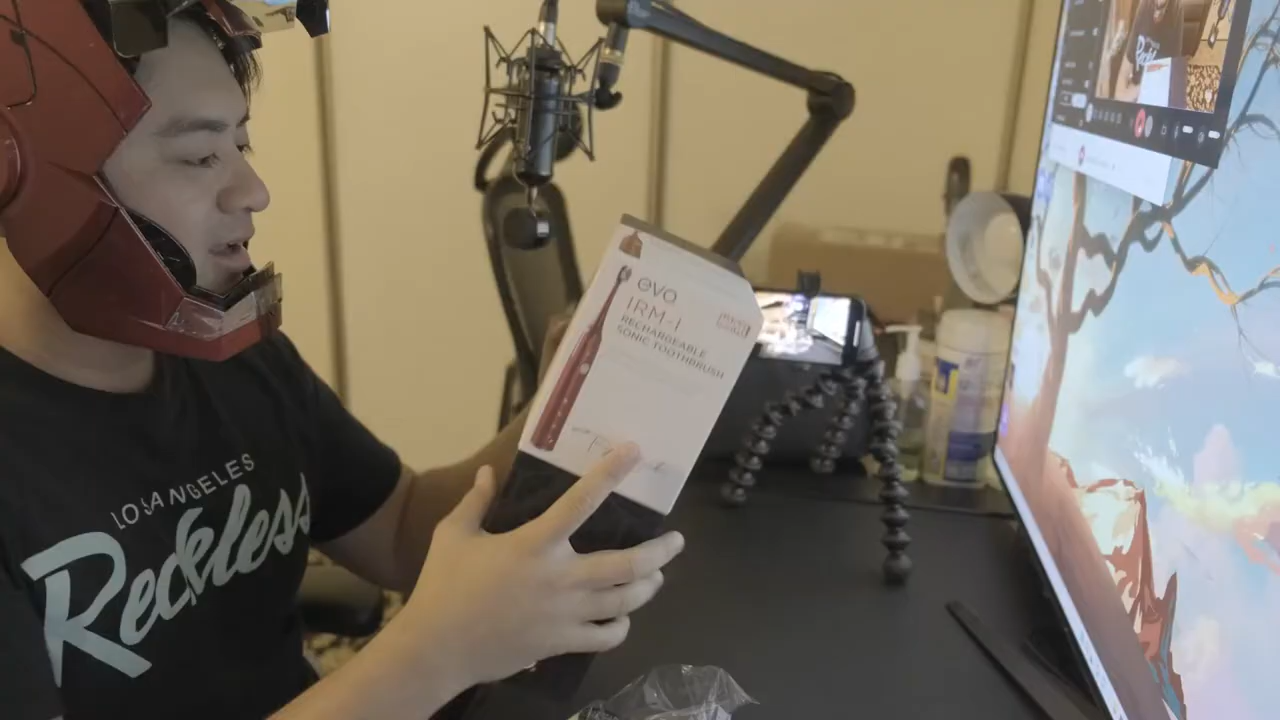 evo
IRM-1
RECHARGEABLE
SONIC TOOTHBRUSH
LOS ANGELES
Reckless